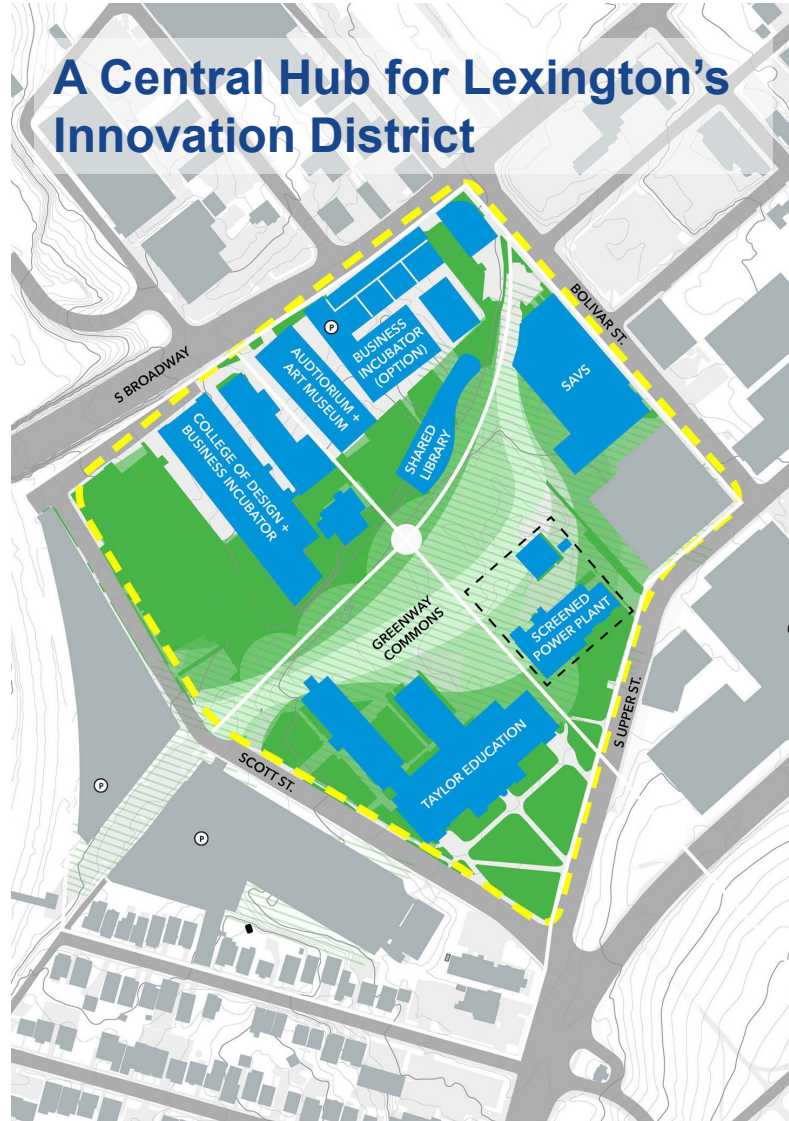 A Central Hub for Lexington’s
Innovation District
S BROADWAY
BOLIVAR ST.
P
BUSINESS
INCUBATOR
(OPTION)
AUDTIORIUM +
ART MUSEUM
SAVS
COLLEGE OF DESIGN +
BUSINESS INCUBATOR
SHARED
LIBRARY
GREENWAY
COMMONS
SCREENED
POWER PLANT
S UPPER ST.
TAYLOR EDUCATION
SCOTT ST.
P
P